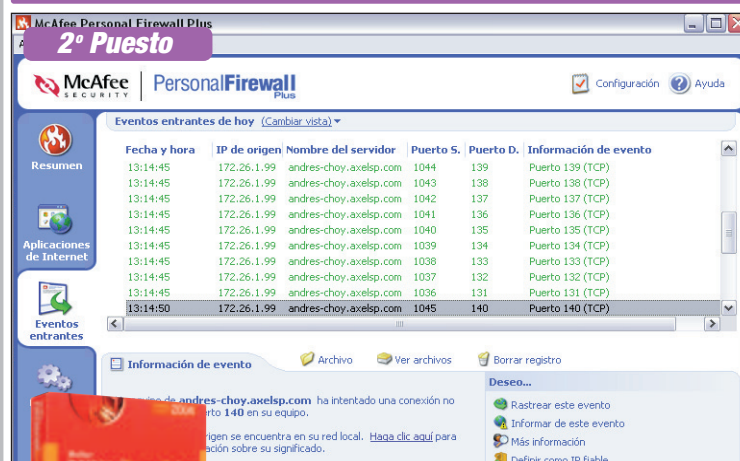 McAfee Personal Firewall Plus
2º Puesto
McAfee SECURITY PersonalFirewall Plus
Configuración Ayuda
Eventos entrantes de hoy (Cambiar vista)
Fecha y hora IP de origen Nombre del servidor Puerto S. Puerto D. Información de evento
13:14:45 172.26.1.99 andres-choy.axelsp.com 1044 139 Puerto 139 (TCP)
13:14:45 172.26.1.99 andres-choy.axelsp.com 1043 138 Puerto 138 (TCP)
13:14:45 172.26.1.99 andres-choy.axelsp.com 1042 137 Puerto 137 (TCP)
13:14:45 172.26.1.99 andres-choy.axelsp.com 1041 136 Puerto 136 (TCP)
13:14:45 172.26.1.99 andres-choy.axelsp.com 1040 135 Puerto 135 (TCP)
13:14:45 172.26.1.99 andres-choy.axelsp.com 1039 134 Puerto 134 (TCP)
13:14:45 172.26.1.99 andres-choy.axelsp.com 1038 133 Puerto 133 (TCP)
13:14:45 172.26.1.99 andres-choy.axelsp.com 1037 132 Puerto 132 (TCP)
13:14:45 172.26.1.99 andres-choy.axelsp.com 1036 131 Puerto 131 (TCP)
13:14:50 172.26.1.99 andres-choy.axelsp.com 1045 140 Puerto 140 (TCP)
Resumen
Aplicaciones de Internet
Eventos entrantes
Información de evento
Archivo Ver archivos Borrar registro
de andres-choy.axelsp.com ha intentado una conexión no
140 en su equipo.
se encuentra en su red local. Haga clic aquí para
sobre su significado.
Deseo...
Rastrear este evento
Informar de este evento
Más información
Definir como IP fiable